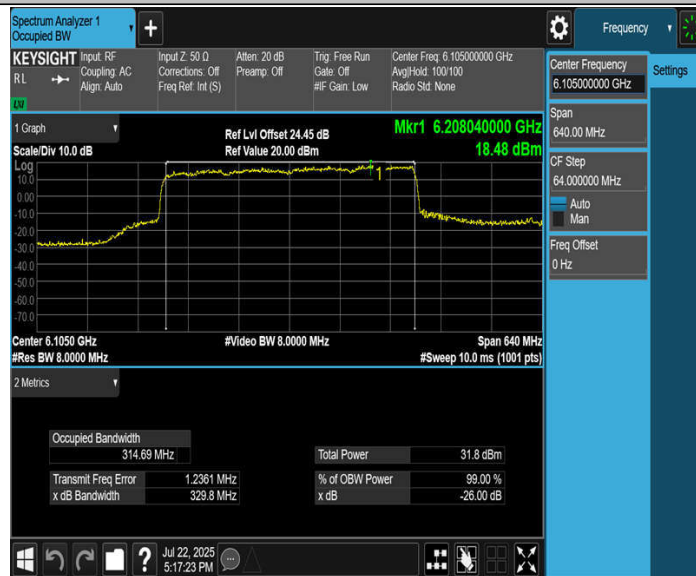 Spectrum Analyzer 1
Occupied BW
Frequency
KEYSIGHT
RL
Input: RF
Coupling: AC
Align: Auto
Input Z: 50 Ω
Corrections: Off
Freq Ref: Int (S)
Atten: 20 dB
Preamp: Off
Trig: Free Run
Gate: Off
#IF Gain: Low
Center Freq: 6.105000000 GHz
Avg|Hold: 100/100
Radio Std: None
Center Frequency
6.105000000 GHz
Settings
Span
640.00 MHz
CF Step
64.000000 MHz
Auto
Man
Freq Offset
0 Hz
1 Graph
Scale/Div 10.0 dB
Ref Lvl Offset 24.45 dB
Ref Value 20.00 dBm
Mkr1 6.208040000 GHz
18.48 dBm
Log
10.0
0.00
-10.0
-20.0
-30.0
-40.0
-50.0
-60.0
-70.0
1
Center 6.1050 GHz
#Res BW 8.0000 MHz
#Video BW 8.0000 MHz
Span 640 MHz
#Sweep 10.0 ms (1001 pts)
2 Metrics
Occupied Bandwidth
314.69 MHz
Total Power 31.8 dBm
Transmit Freq Error 1.2361 MHz
% of OBW Power 99.00 %
x dB Bandwidth 329.8 MHz
x dB -26.00 dB
Jul 22, 2025
5:17:23 PM